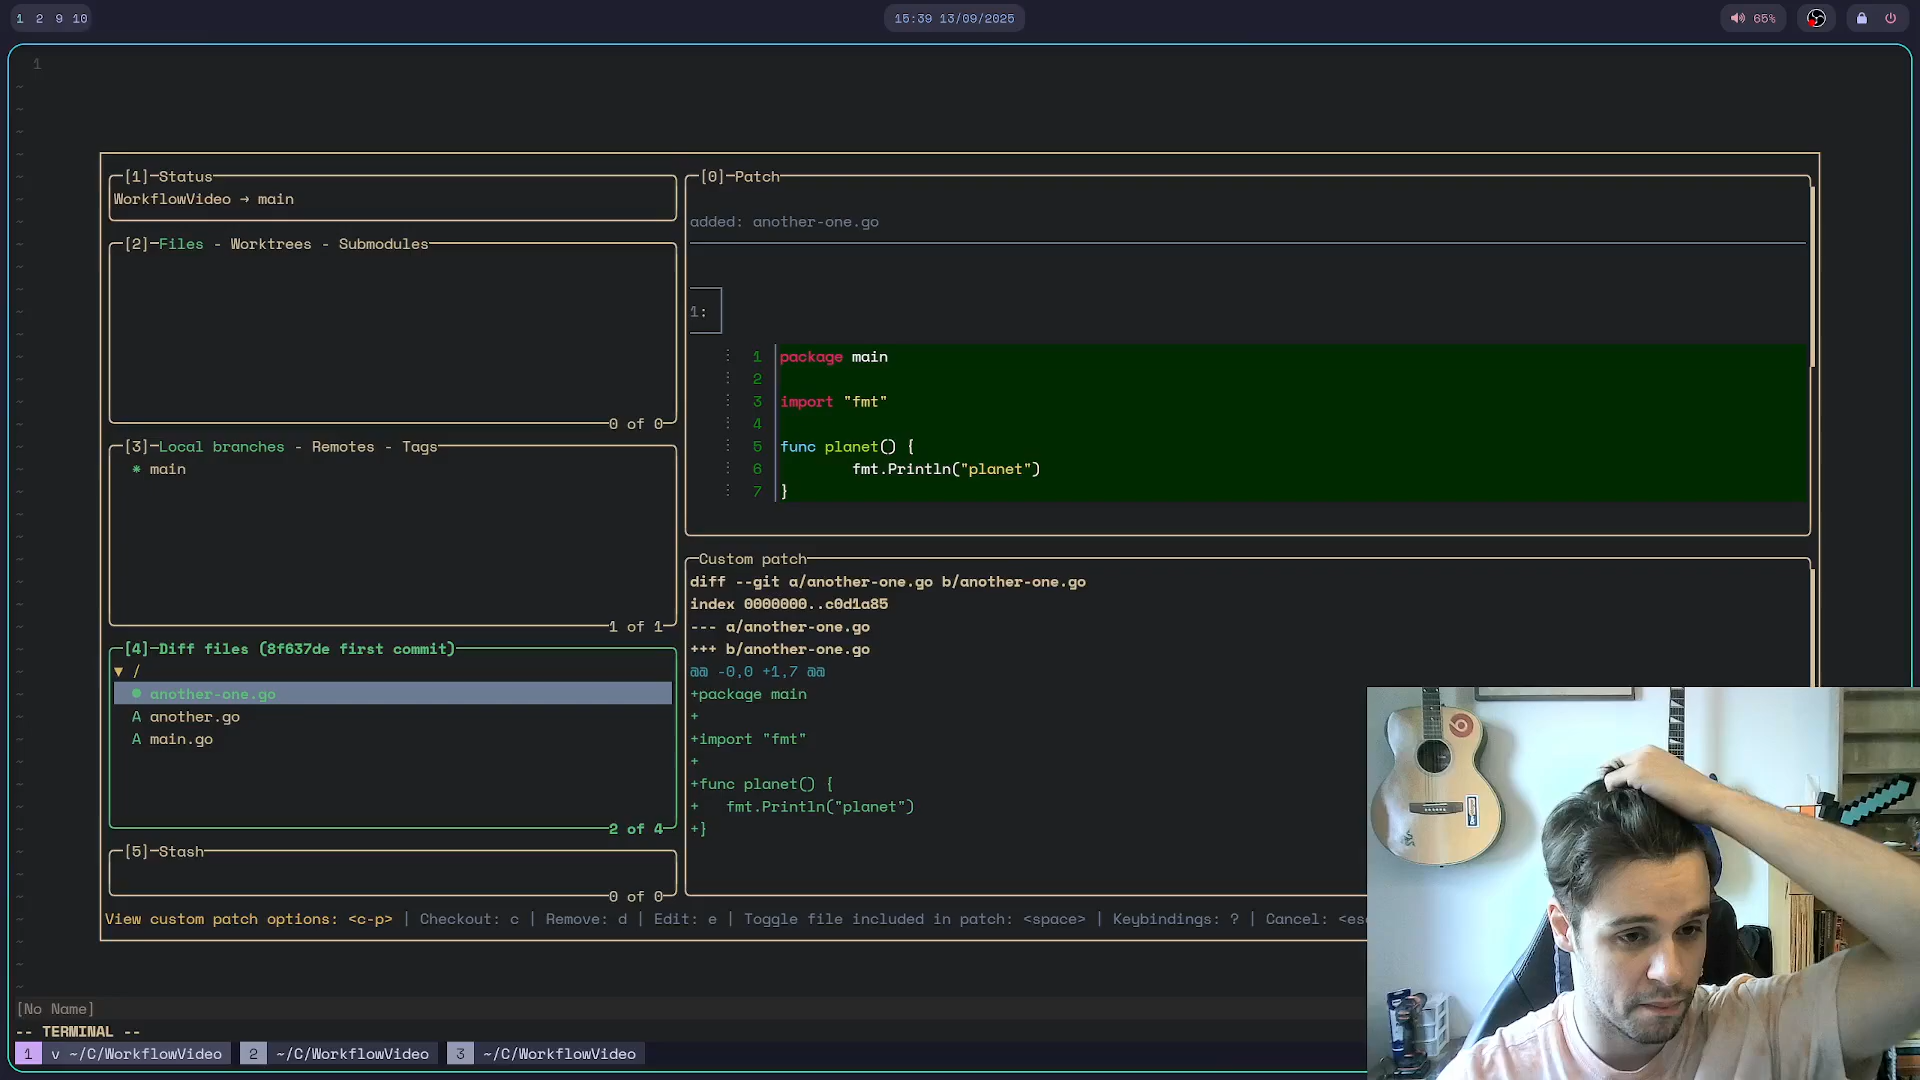 1 2 9 10
15:39 13/09/2025
65%
1
[1]─Status
WorkflowVideo → main
[2]─Files - Worktrees - Submodules
0 of 0
[3]─Local branches - Remotes - Tags
* main
1 of 1
[4]─Diff files (8f637de first commit)
▼ /
● another-one.go
A another.go
A main.go
2 of 4
[5]─Stash
0 of 0
[0]─Patch
added: another-one.go
1:
⋮ 1 package main
⋮ 2
⋮ 3 import "fmt"
⋮ 4
⋮ 5 func planet() {
⋮ 6 fmt.Println("planet")
⋮ 7 }
Custom patch
diff --git a/another-one.go b/another-one.go
index 0000000..c0d1a85
--- a/another-one.go
+++ b/another-one.go
@@ -0,0 +1,7 @@
+package main
+
+import "fmt"
+
+func planet() {
+ fmt.Println("planet")
+}
View custom patch options: <c-p> | Checkout: c | Remove: d | Edit: e | Toggle file included in patch: <space> | Keybindings: ? | Cancel: <es
[No Name]
-- TERMINAL --
1 v ~/C/WorkflowVideo 2 ~/C/WorkflowVideo 3 ~/C/WorkflowVideo